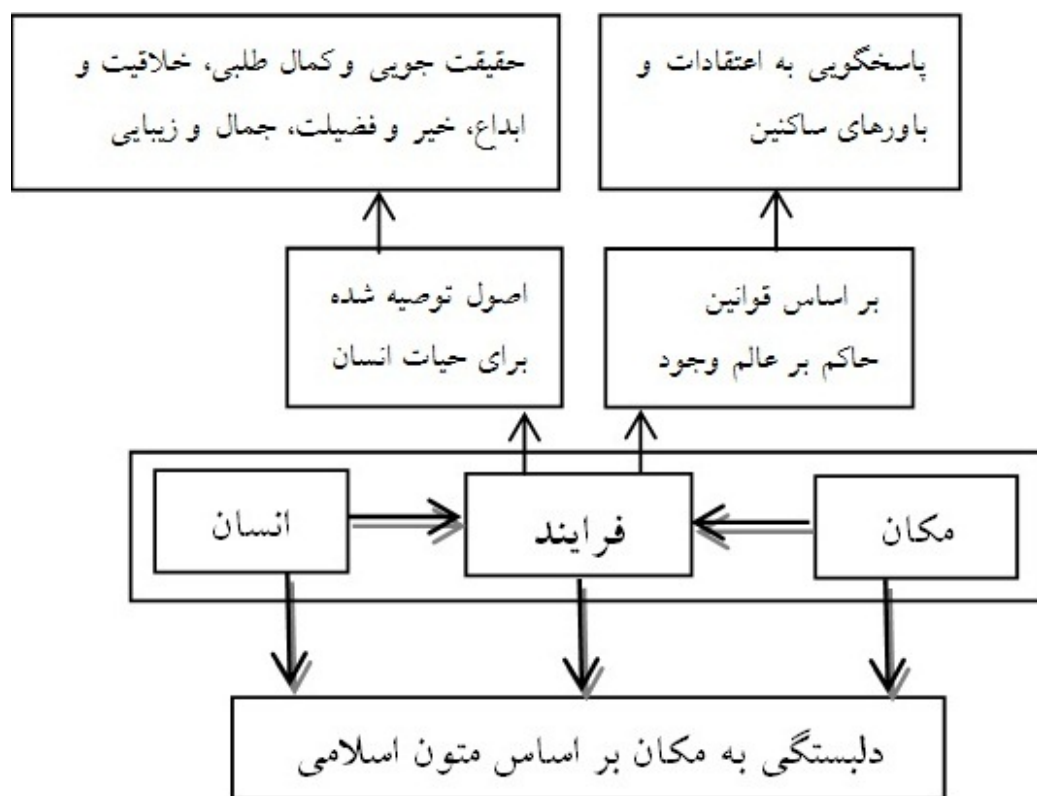 پاسخگویی به اعتقادات و
باورهای ساکنین
حقیقت جویی و کمال طلبی، خلاقیت و
ابداع، خیر و فضیلت، جمال و زیبایی
بر اساس قوانین
حاکم بر عالم وجود
اصول توصیه شده
برای حیات انسان
مکان
فرایند
انسان
دلبستگی به مکان بر اساس متون اسلامی